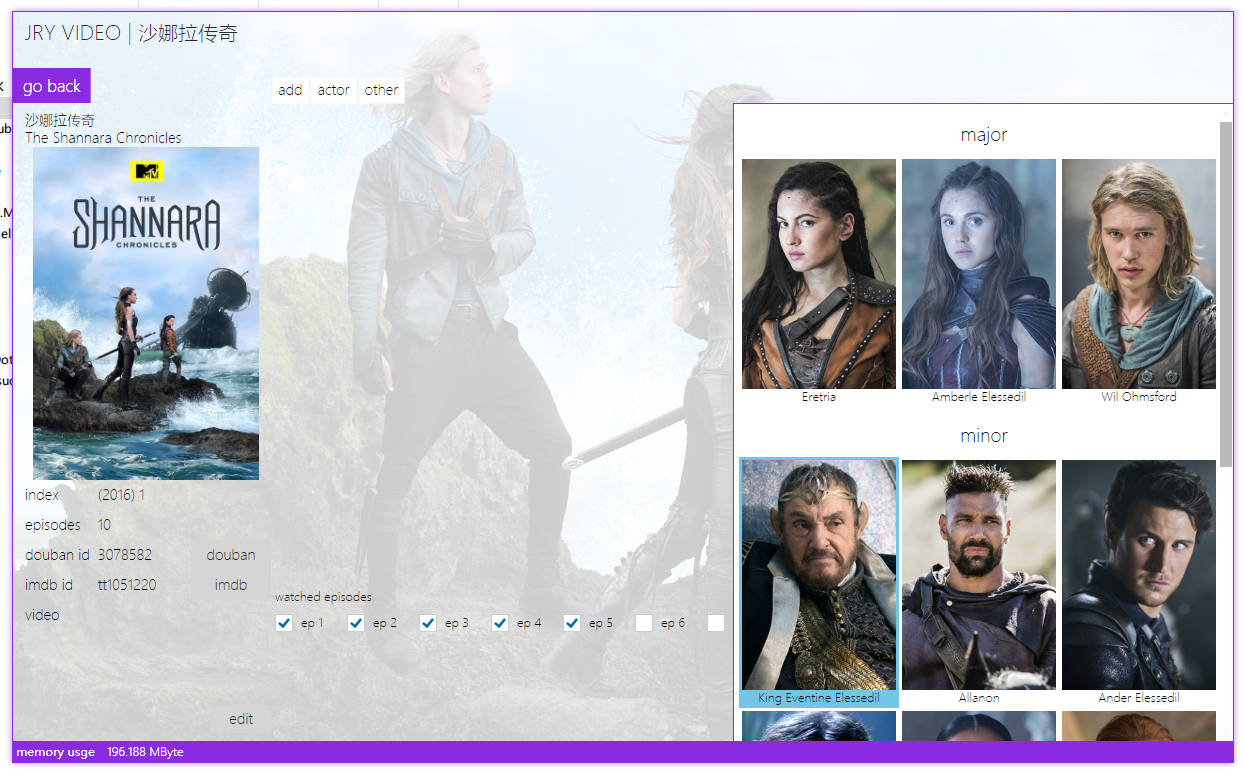 JRY VIDEO | 沙娜拉传奇
go back
add actor other
沙娜拉传奇
The Shannara Chronicles
MTV
THE
SHANNARA
CHRONICLES
index (2016) 1
episodes 10
douban id 3078582 douban
imdb id tt1051220 imdb
video
edit
watched episodes
ep 1 ep 2 ep 3 ep 4 ep 5 ep 6
major
Eretria Amberle Elessedil Wil Ohmsford
minor
King Eventine Elessedil Allanon Ander Elessedil
memory usge 196.188 MByte